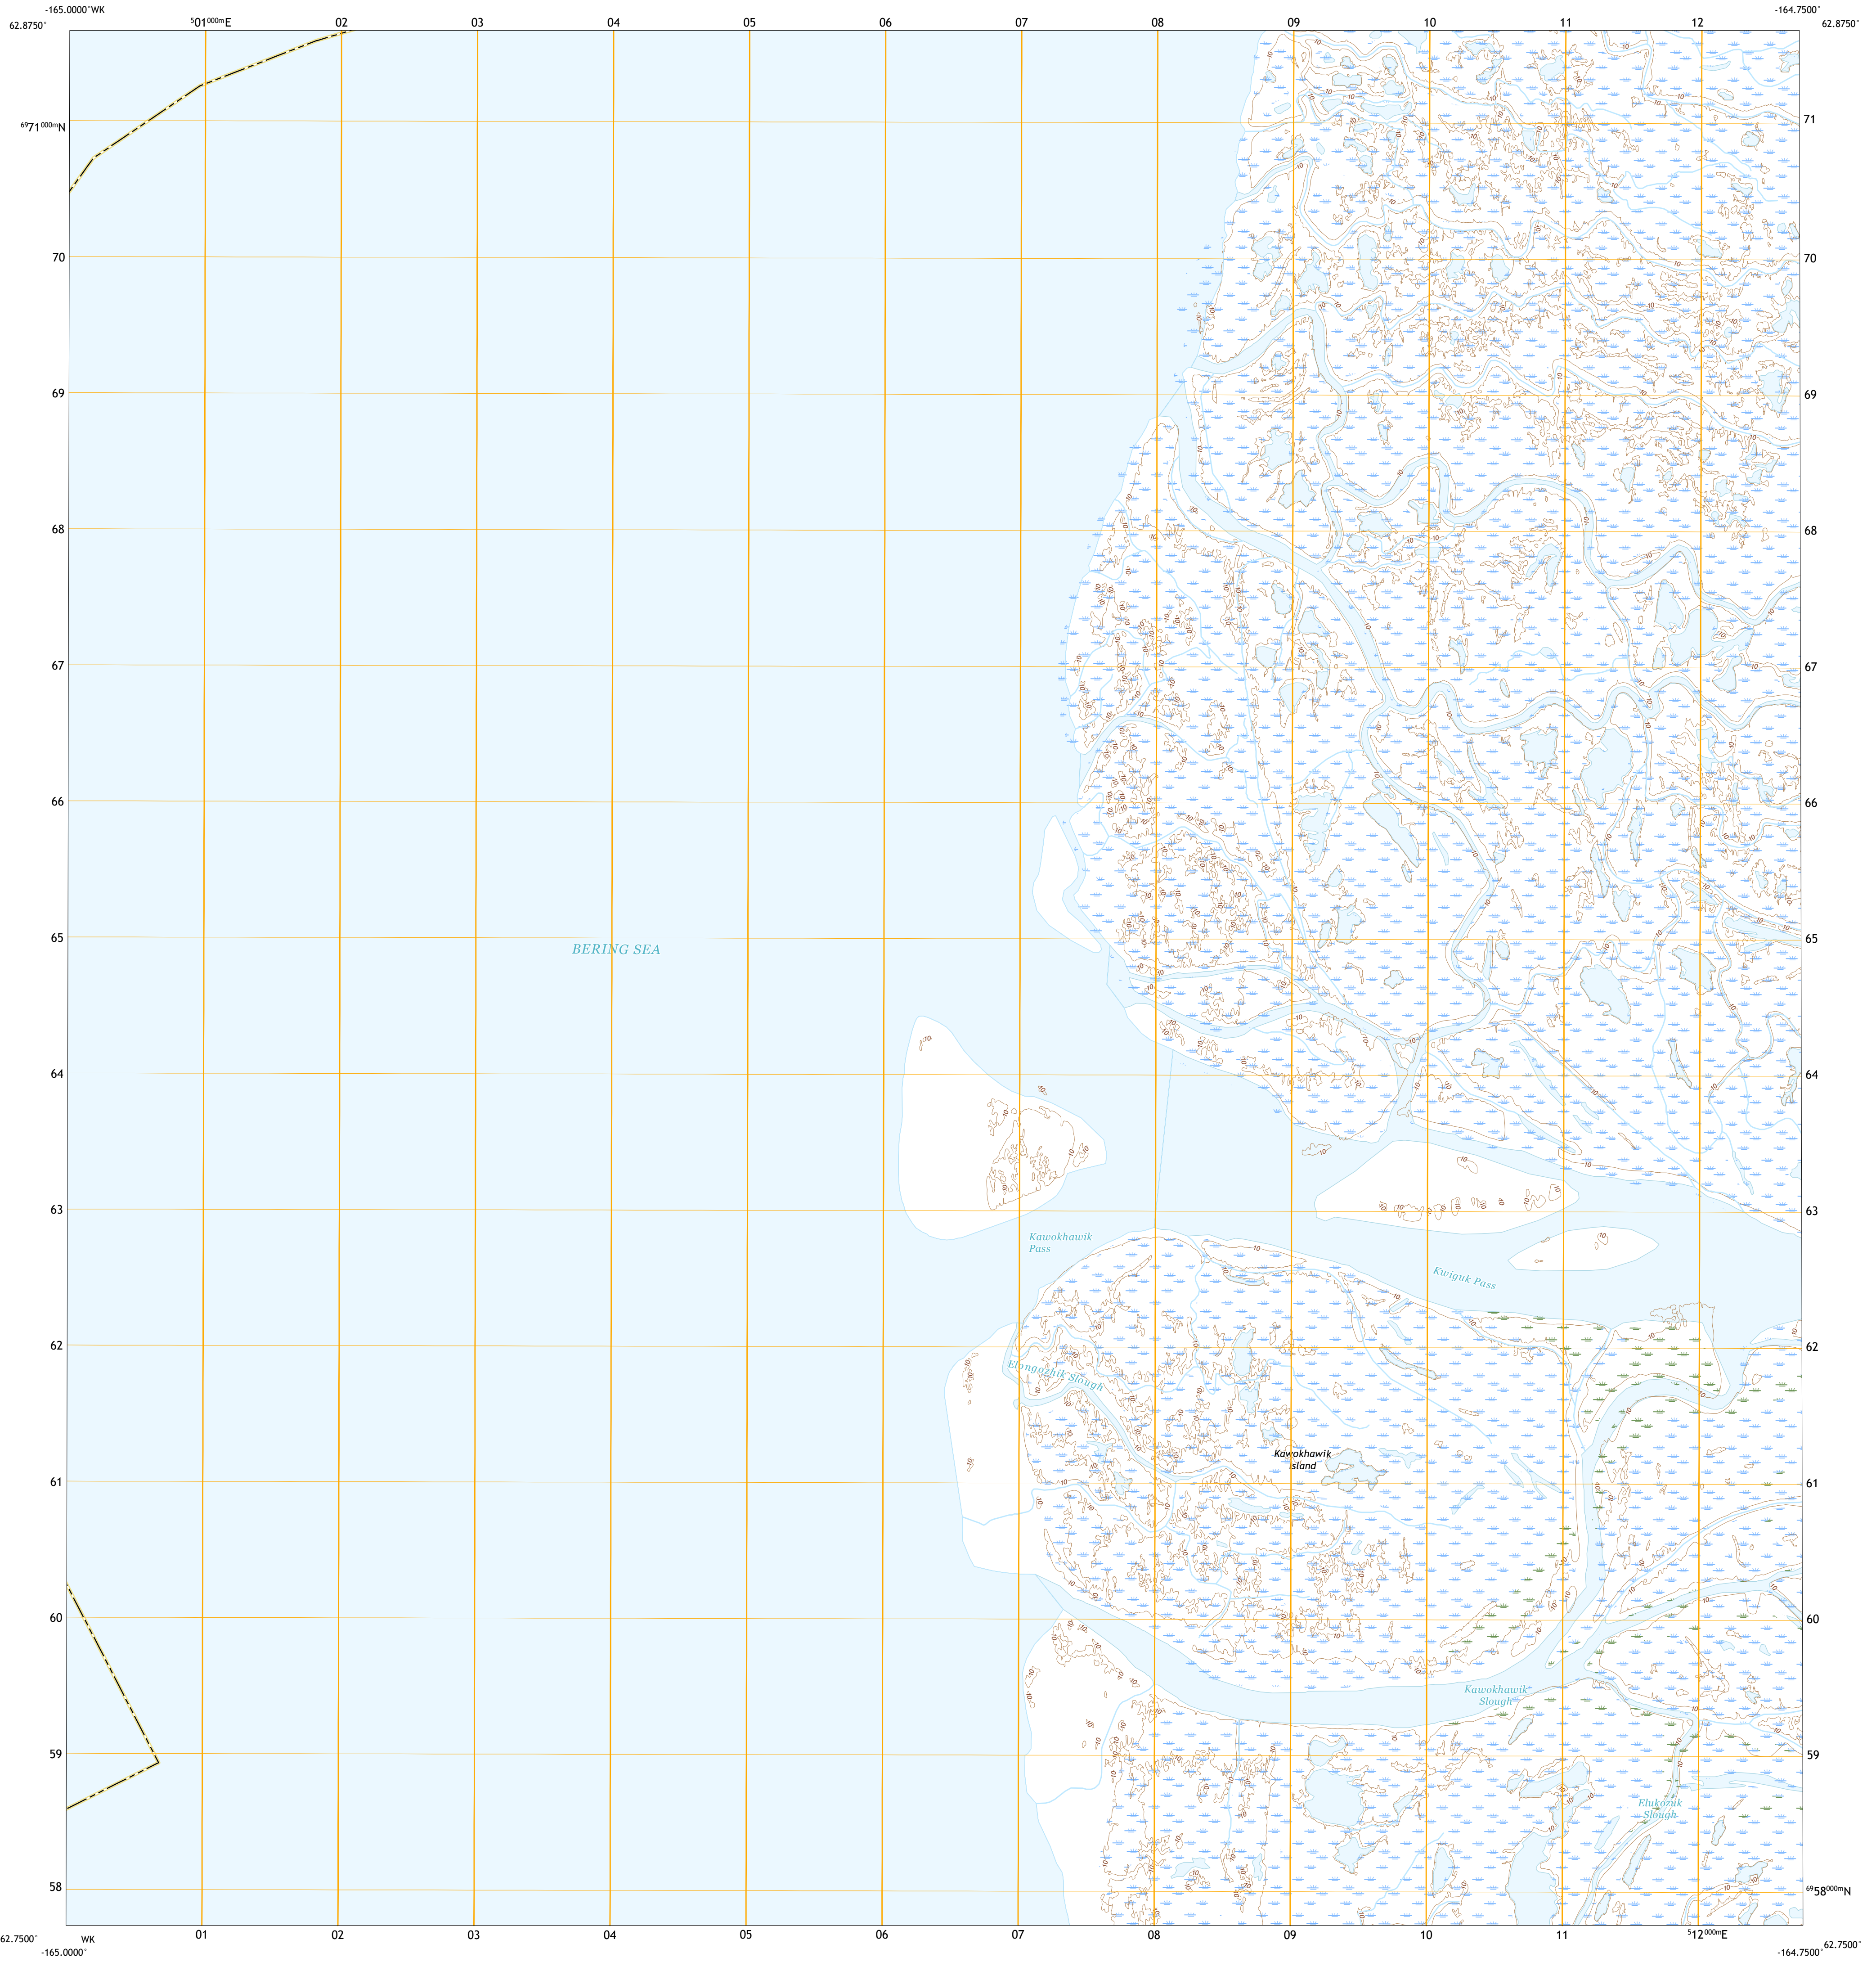 -165.0000°WK
-164.7500°
62.8750°
⁵01⁰⁰⁰ᵐE 02 03 04 05 06 07 08 09 10 11 12
62.8750°
⁶⁹71⁰⁰⁰ᵐN
71
70
70
69
69
68
68
67
67
66
66
BERING SEA
65
65
64
64
63
63
Kawokhawik
Pass
Kwiguk Pass
62
62
Elongozhik Slough
Kawokhawik
Island
61
61
60
60
Kawokhawik
Slough
59
59
Elukozuk
Slough
58
⁶⁹58⁰⁰⁰ᵐN
62.7500°
WK
01 02 03 04 05 06 07 08 09 10 11 ⁵12⁰⁰⁰ᵐE
62.7500°
-165.0000°
-164.7500°